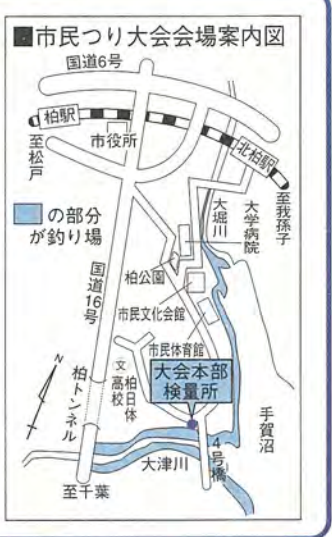 ■市民つり大会会場案内図
国道6号
柏駅
市役所
北柏駅
至松戸
至我孫子
の部分
が釣り場
大堀川
大学病院
国道16号
柏公園
市民文化会館
市民体育館
文
柏日体
高校
大会本部
検量所
N
柏トンネル
手賀沼
大津川
4号橋
至千葉